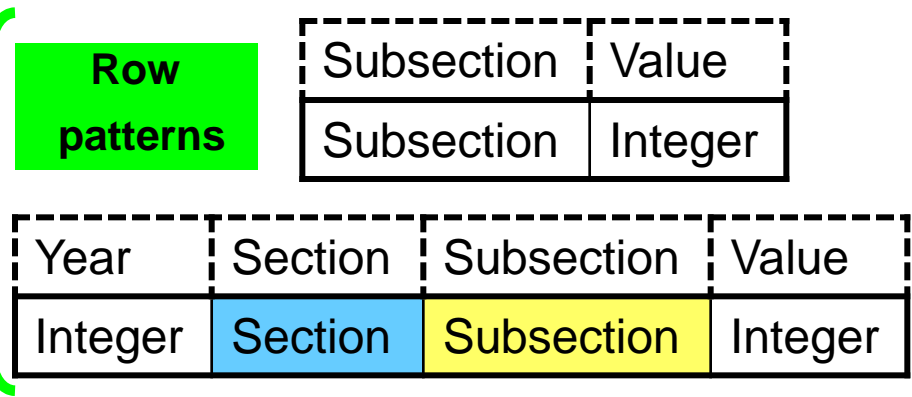 Row
patterns
Subsection Value
Subsection Integer
Year Section Subsection Value
Integer Section Subsection Integer